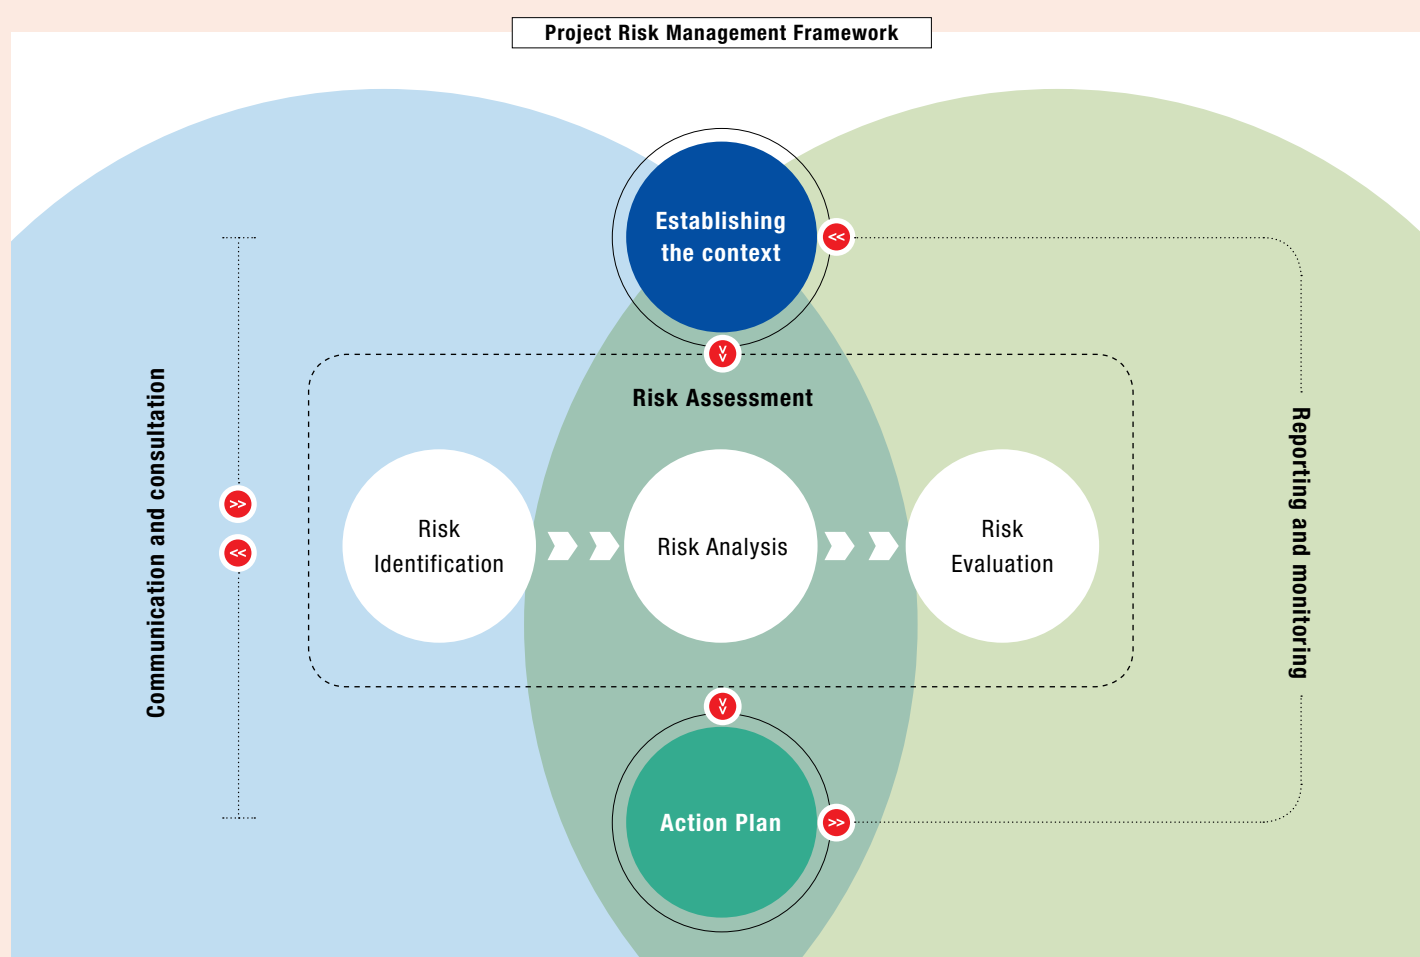 Project Risk Management Framework
Establishing
the context
<<
>>
Risk Assessment
Communication and consultation
>>
<<
Risk
Identification
Risk Analysis
Risk
Evaluation
Reporting and monitoring
>>
Action Plan
>>